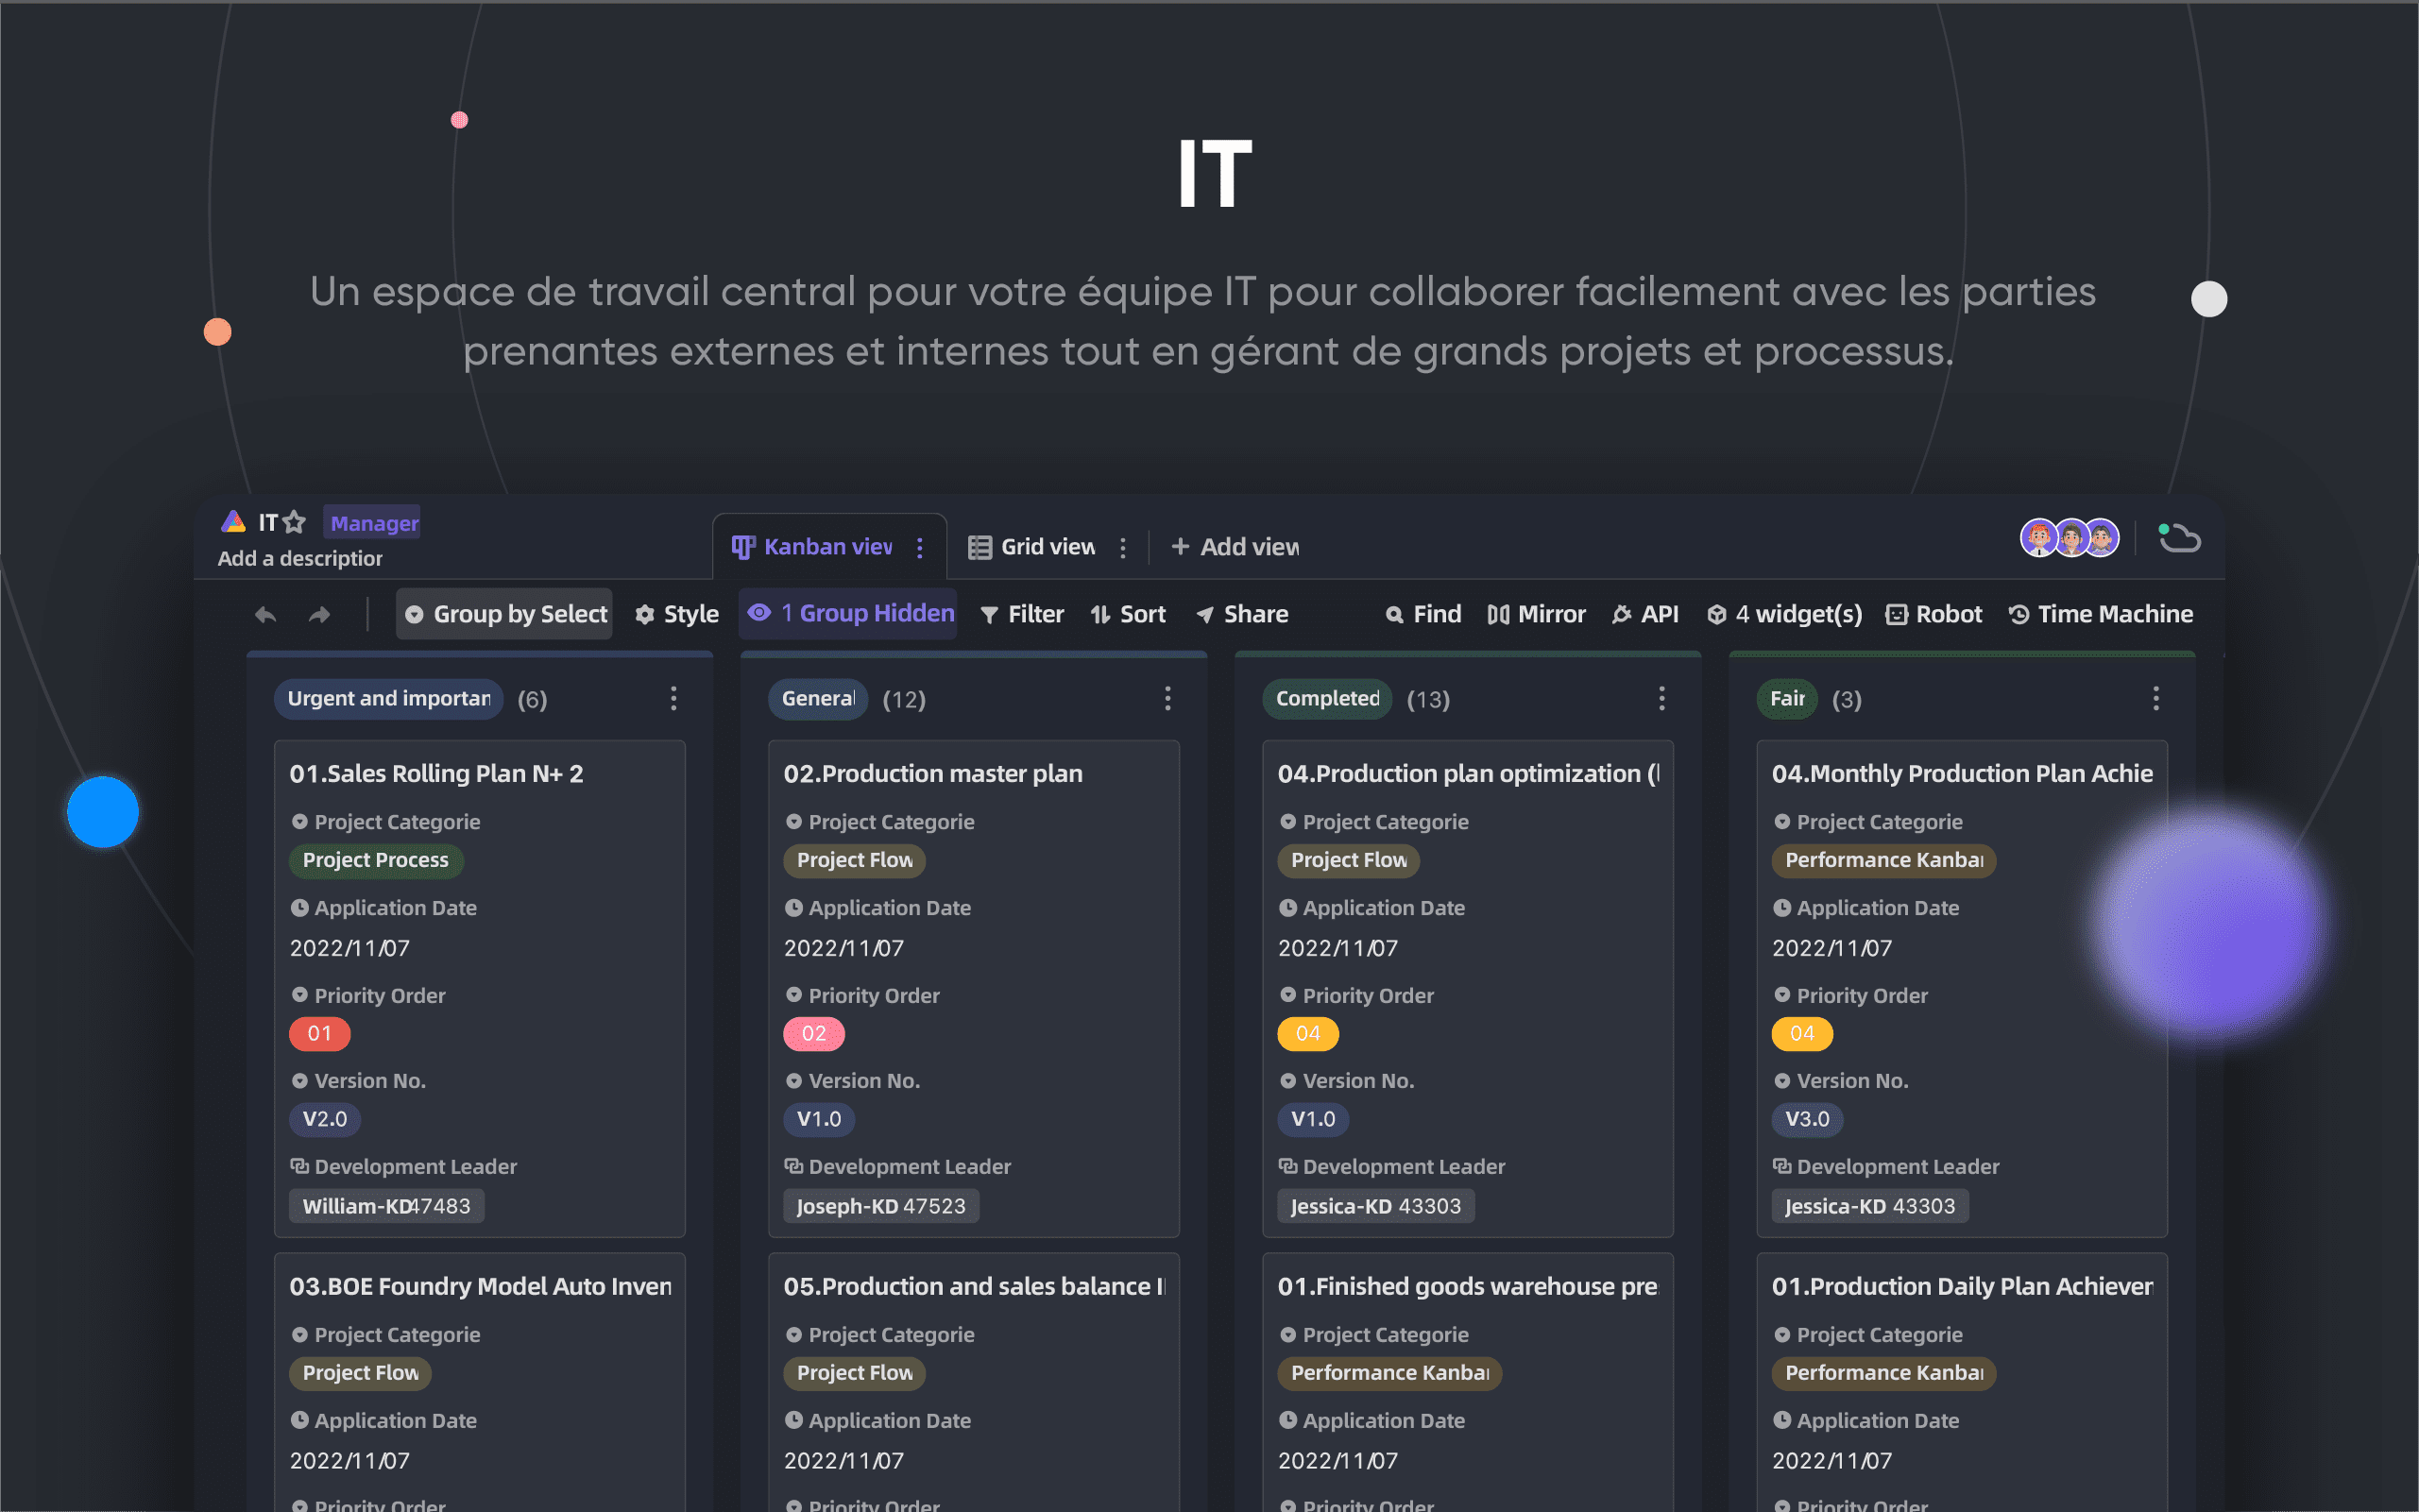 IT
Un espace de travail central pour votre équipe IT pour collaborer facilement avec les parties
prenantes externes et internes tout en gérant de grands projets et processus.
IT Manager
Add a description
Kanban view Grid view + Add view
Group by Select Style 1 Group Hidden Filter Sort Share Find Mirror API 4 widget(s) Robot Time Machine
Urgent and importan (6)
General (12)
Completed (13)
Fair (3)
01.Sales Rolling Plan N+ 2
Project Categorie
Project Process
Application Date
2022/11/07
Priority Order
01
Version No.
V2.0
Development Leader
William-KD47483
03.BOE Foundry Model Auto Inven
Project Categorie
Project Flow
Application Date
2022/11/07
Priority Order
02.Production master plan
Project Categorie
Project Flow
Application Date
2022/11/07
Priority Order
02
Version No.
V1.0
Development Leader
Joseph-KD 47523
05.Production and sales balance
Project Categorie
Project Flow
Application Date
2022/11/07
Priority Order
04.Production plan optimization (
Project Categorie
Project Flow
Application Date
2022/11/07
Priority Order
04
Version No.
V1.0
Development Leader
Jessica-KD 43303
01.Finished goods warehouse pre
Project Categorie
Performance Kanban
Application Date
2022/11/07
Priority Order
04.Monthly Production Plan Achie
Project Categorie
Performance Kanban
Application Date
2022/11/07
Priority Order
04
Version No.
V3.0
Development Leader
Jessica-KD 43303
01.Production Daily Plan Achiever
Project Categorie
Performance Kanban
Application Date
2022/11/07
Priority Order